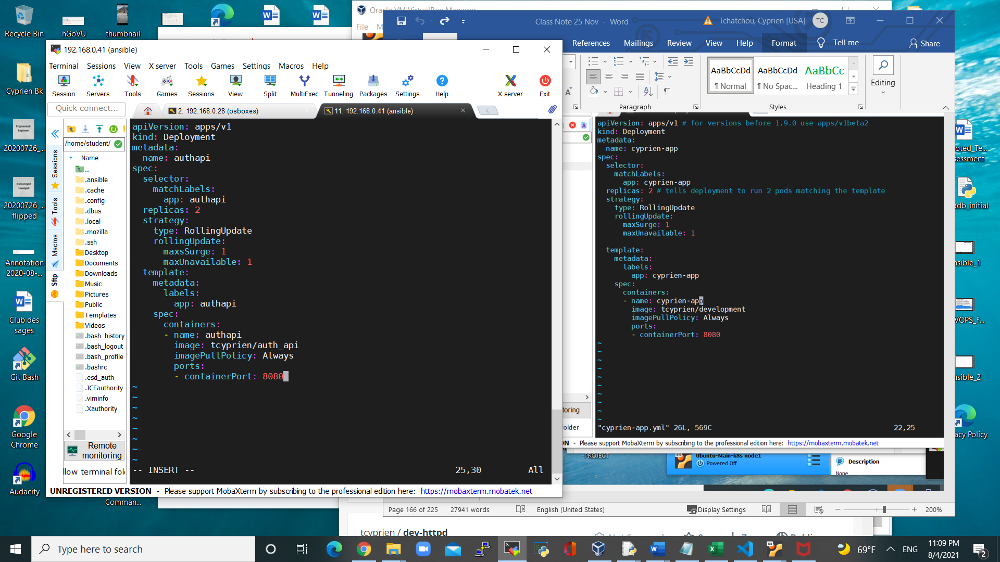 Recycle Bin
hGoVU
thumbnail
Cyprien Bk
20200726_...
20200726_...
flipped
Annotation
2020-08-...
Club des
sages
Git Bash
Google
Chrome
Audacity
Comman...
192.168.0.41 (ansible)
Terminal Sessions View X server Tools Games Settings Macros Help
Session Servers Tools Games Sessions View Split MultiExec Tunneling Packages Settings Help X server Exit
Quick connect...
2. 192.168.0.28 (osboxes)
11. 192.168.0.41 (ansible)
Sessions
Tools
Macros
Sftp
/home/student/
Name
..
.ansible
.cache
.config
.dbus
.local
.mozilla
.ssh
Desktop
Documents
Downloads
Music
Pictures
Public
Templates
Videos
.bash_history
.bash_logout
.bash_profile
.bashrc
.esd_auth
.ICEauthority
.viminfo
.Xauthority
Remote
monitoring
llow terminal fol
apiVersion: apps/v1
kind: Deployment
metadata:
  name: authapi
spec:
  selector:
    matchLabels:
      app: authapi
  replicas: 2
  strategy:
    type: RollingUpdate
    rollingUpdate:
      maxsSurge: 1
      maxUnavailable: 1
  template:
    metadata:
      labels:
        app: authapi
    spec:
      containers:
      - name: authapi
        image: tcyprien/auth_api
        imagePullPolicy: Always
        ports:
        - containerPort: 8080
~
~
~
~
~
~
~
~
-- INSERT -- 25,30 All
UNREGISTERED VERSION - Please support MobaXterm by subscribing to the professional edition here: https://mobaxterm.mobatek.net
Oracle VM VirtualBox Manager
File M
Class Note 25 Nov - Word
Tchatchou, Cyprien [USA] TC
References Mailings Review View Help Format Tell me Share
AaBbCcDd AaBbCcDd AaBbCc
¶ Normal ¶ No Spac... Heading 1
Editing
Paragraph Styles
apiVersion: apps/v1 # for versions before 1.9.0 use apps/v1beta2
kind: Deployment
metadata:
  name: cyprien-app
spec:
  selector:
    matchLabels:
      app: cyprien-app
  replicas: 2 # tells deployment to run 2 pods matching the template
  strategy:
    type: RollingUpdate
    rollingUpdate:
      maxSurge: 1
      maxUnavailable: 1
  template:
    metadata:
      labels:
        app: cyprien-app
    spec:
      containers:
      - name: cyprien-app
        image: tcyprien/development
        imagePullPolicy: Always
        ports:
        - containerPort: 8080
~
~
~
~
~
~
~
~
~
~
"cyprien-app.yml" 26L, 569C 22,25
toring
folder
ON - Please support MobaXterm by subscribing to the professional edition here: https://mobaxterm.mobatek.net
PROJECT
Ubuntu-Main-k8s node1
Powered Off
Description
None
Page 166 of 225 27941 words English (United States) Display Settings 200%
tcyprien / dev-httpd
oted_Te...
sessment
adb_initial
nsible_1
VOPS_F...
nsible_2
acy Policy
Type here to search
69°F ENG
11:09 PM
8/4/2021
2